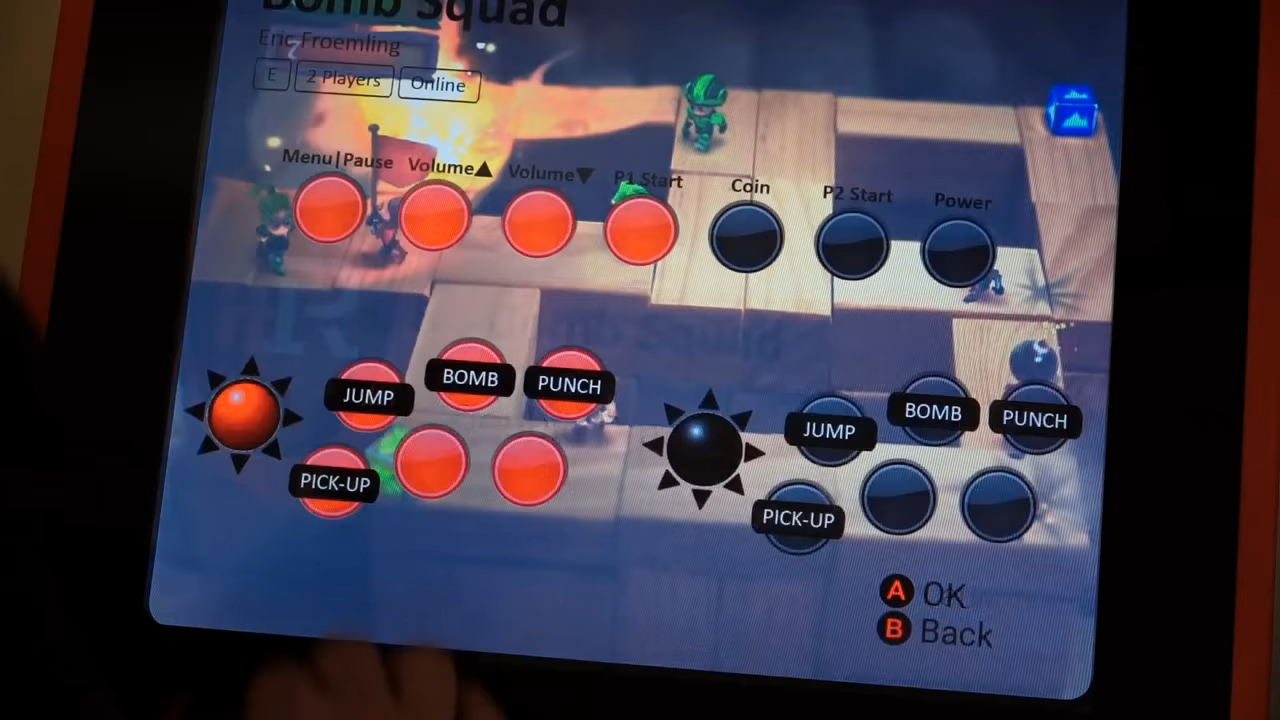 Bomb Squad
Eric Froemling
E 2 Players Online
Menu|Pause Volume▲ Volume▼ P1 Start Coin P2 Start Power
JUMP BOMB PUNCH
PICK-UP
JUMP BOMB PUNCH
PICK-UP
A OK
B Back